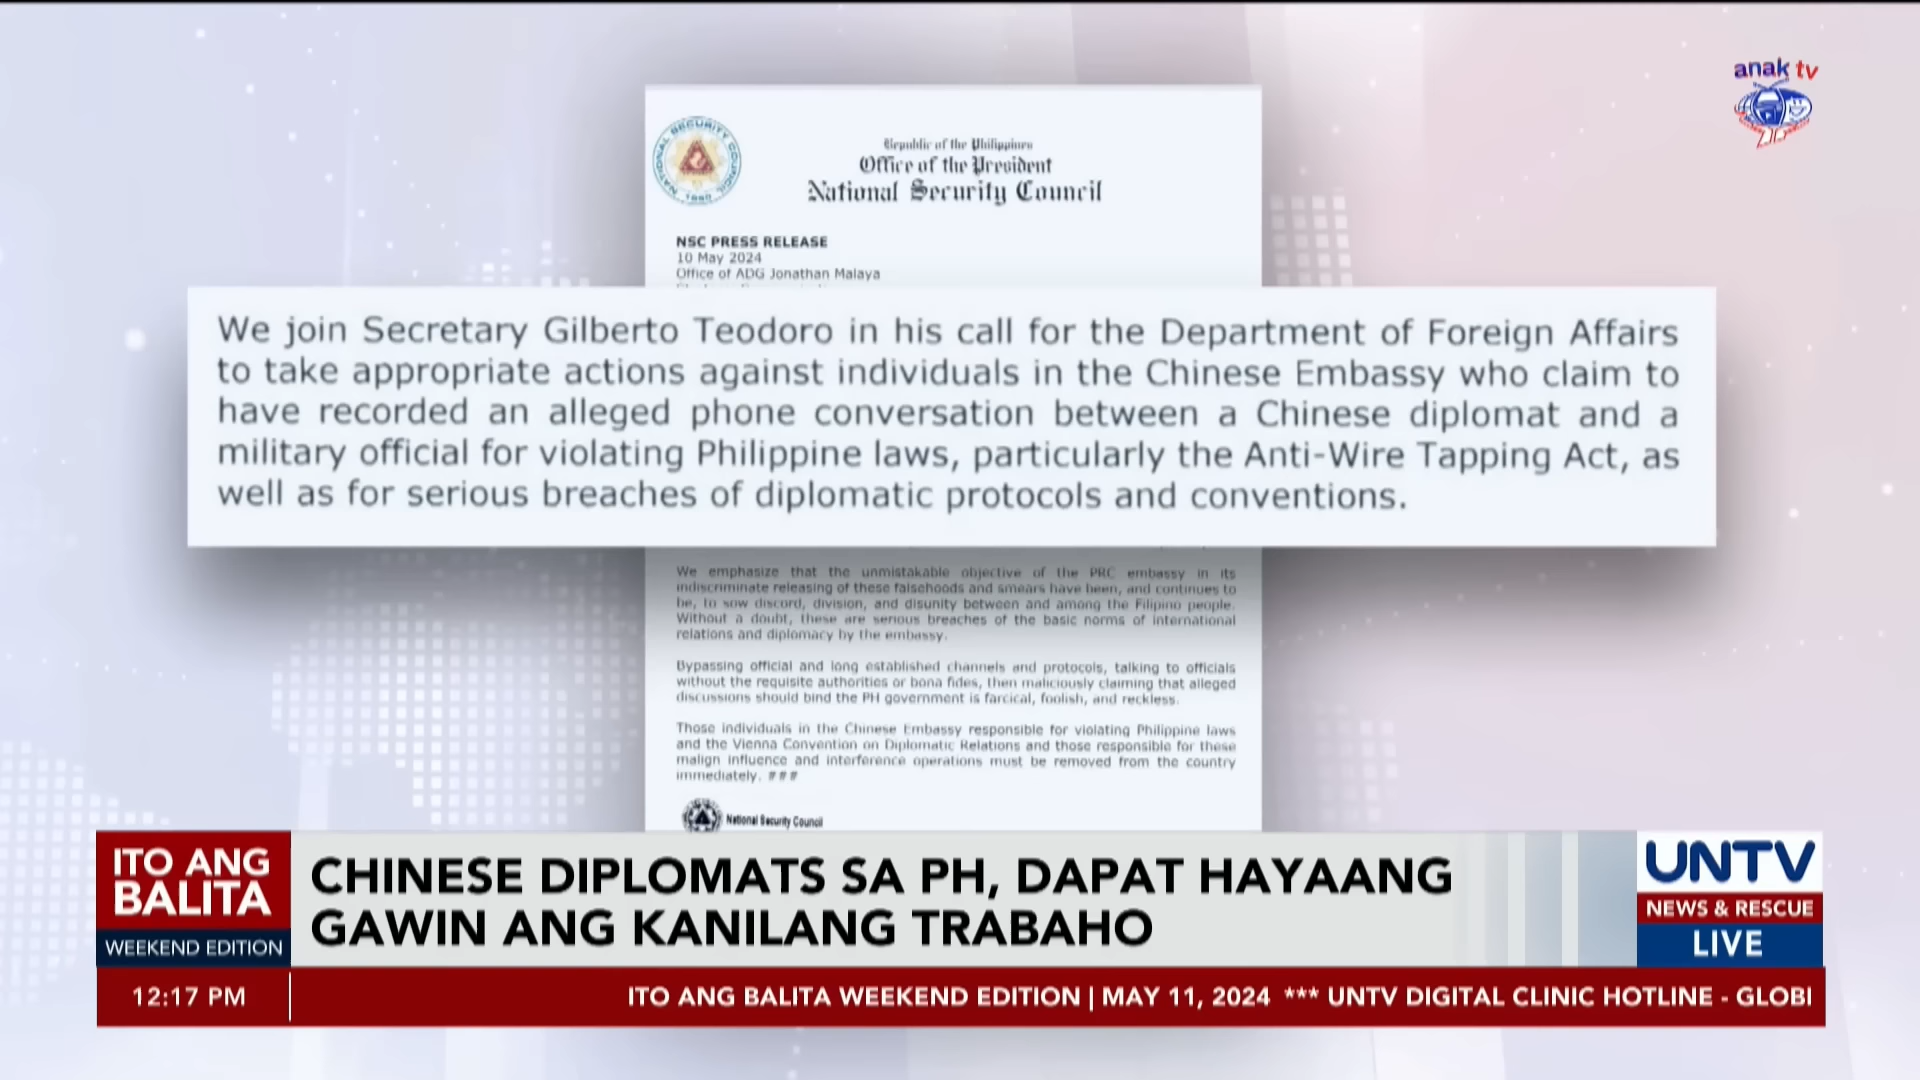 anak tv
NATIONAL SECURITY COUNCIL
Republic of the Philippines
Office of the President
National Security Council
NSC PRESS RELEASE
10 May 2024
Office of ADG Jonathan Malaya
We join Secretary Gilberto Teodoro in his call for the Department of Foreign Affairs
to take appropriate actions against individuals in the Chinese Embassy who claim to
have recorded an alleged phone conversation between a Chinese diplomat and a
military official for violating Philippine laws, particularly the Anti-Wire Tapping Act, as
well as for serious breaches of diplomatic protocols and conventions.
We emphasize that the unmistakable objective of the PRC embassy in its
indiscriminate releasing of these falsehoods and smears have been, and continues to
be, to sow discord, division, and disunity between and among the Filipino people.
Without a doubt, these are serious breaches of the basic norms of international
relations and diplomacy by the embassy.
Bypassing official and long established channels and protocols, talking to officials
without the requisite authorities or bona fides, then maliciously claiming that alleged
discussions should bind the PH government is farcical, foolish, and reckless.
Those individuals in the Chinese Embassy responsible for violating Philippine laws
and the Vienna Convention on Diplomatic Relations and those responsible for these
malign influence and interference operations must be removed from the country
immediately. ###
National Security Council
ITO ANG
BALITA
WEEKEND EDITION
CHINESE DIPLOMATS SA PH, DAPAT HAYAANG
GAWIN ANG KANILANG TRABAHO
UNTV
NEWS & RESCUE
LIVE
12:17 PM
ITO ANG BALITA WEEKEND EDITION | MAY 11, 2024 *** UNTV DIGITAL CLINIC HOTLINE - GLOBI